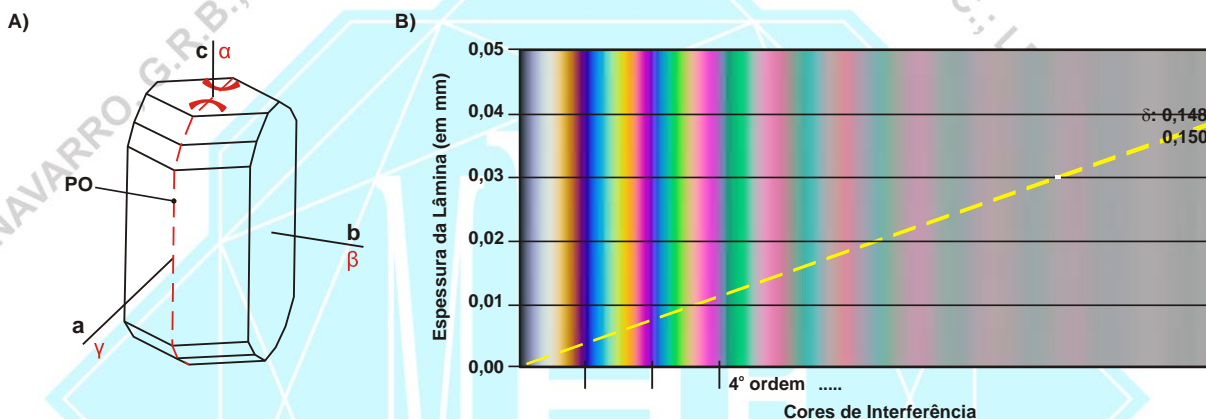 A)
c α
PO
b
β
a
γ
B)
NAVARRO, G.R.B.,
C.; L
Espessura da Lâmina (em mm)
0,05
0,04
0,03
0,02
0,01
0,00
δ: 0,148
0,150
4° ordem .....
Cores de Interferência